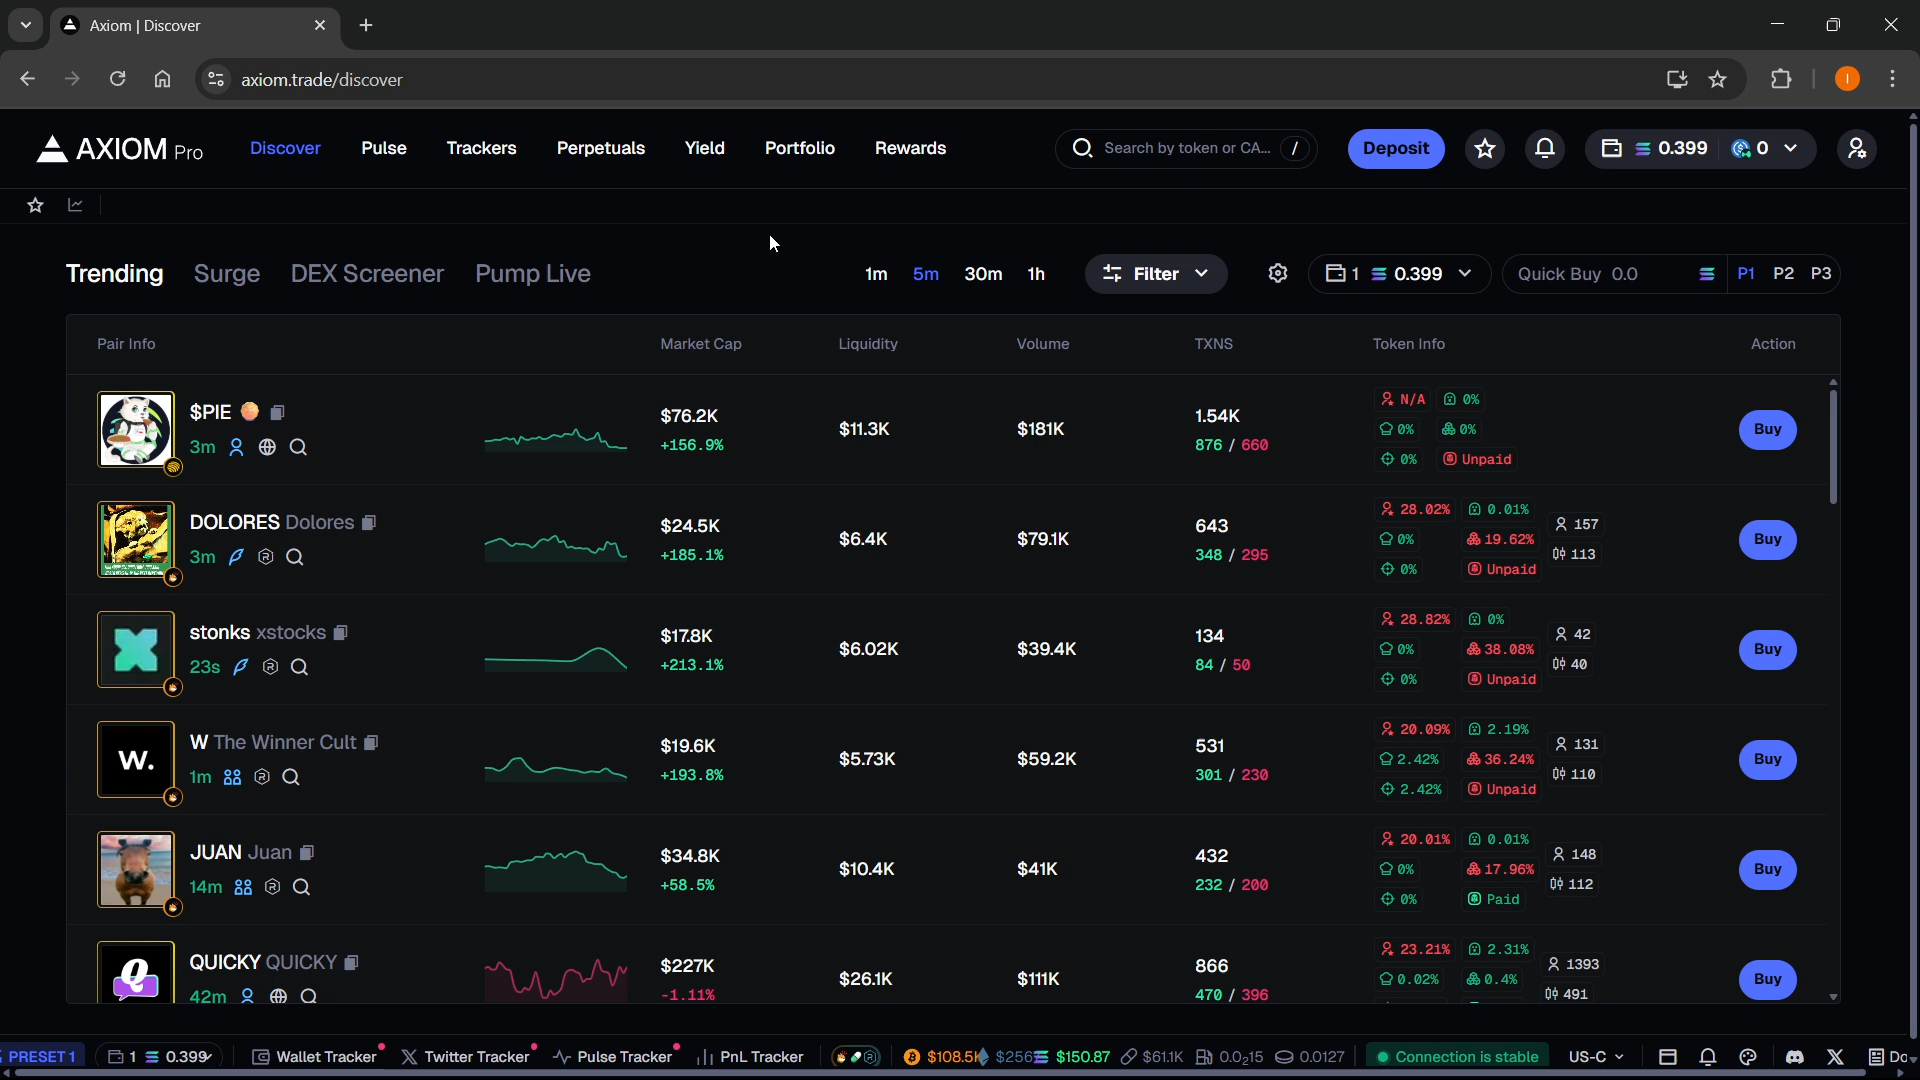 Axiom | Discover
axiom.trade/discover
I
AXIOM Pro
Discover
Pulse
Trackers
Perpetuals
Yield
Portfolio
Rewards
Search by token or CA...
/
Deposit
0.399
0
Trending
Surge
DEX Screener
Pump Live
1m
5m
30m
1h
Filter
1
0.399
Quick Buy 0.0
P1
P2
P3
Pair Info
Market Cap
Liquidity
Volume
TXNS
Token Info
Action
$PIE
3m
$76.2K
+156.9%
$11.3K
$181K
1.54K
876 / 660
N/A
0%
0%
0%
0%
Unpaid
Buy
DOLORES Dolores
3m
$24.5K
+185.1%
$6.4K
$79.1K
643
348 / 295
28.02%
0.01%
157
0%
19.62%
113
0%
Unpaid
Buy
stonks xstocks
23s
$17.8K
+213.1%
$6.02K
$39.4K
134
84 / 50
28.82%
0%
42
0%
38.08%
40
0%
Unpaid
Buy
W.
W The Winner Cult
1m
$19.6K
+193.8%
$5.73K
$59.2K
531
301 / 230
20.09%
2.19%
131
2.42%
36.24%
110
2.42%
Unpaid
Buy
JUAN Juan
14m
$34.8K
+58.5%
$10.4K
$41K
432
232 / 200
20.01%
0.01%
148
0%
17.96%
112
0%
Paid
Buy
Q
QUICKY QUICKY
42m
$227K
-1.11%
$26.1K
$111K
866
470 / 396
23.21%
2.31%
1393
0.02%
0.4%
491
Buy
PRESET 1
1
0.399
Wallet Tracker
Twitter Tracker
Pulse Tracker
PnL Tracker
$108.5K
$256
$150.87
$61.1K
0.0₂15
0.0127
Connection is stable
US-C
Do